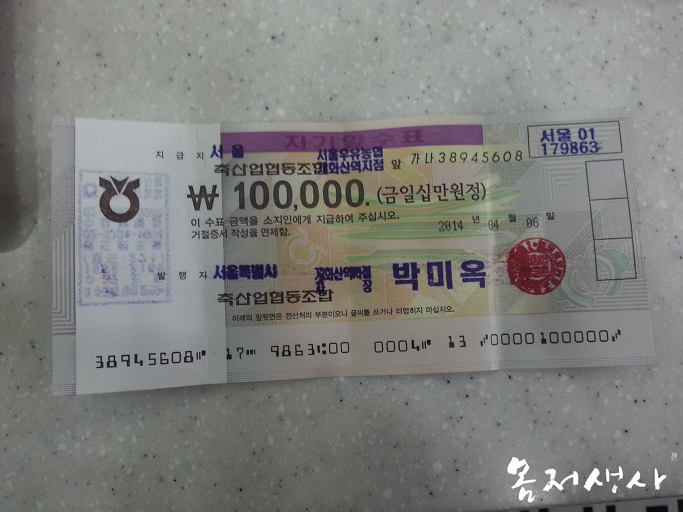 자기앞수표
서울 01
179863
지 급 지 서 울 서울우유농협
축산업협동조합 앞 가나38945608
₩ 100,000. (금일십만원정)
이 수표 금액을 소지인에게 지급하여 주십시오.
거절증서 작성을 면제함.
2014 년 04 월 06
발 행 자 서울특별시
축산업협동조합 장 박미옥
아래의 앞뒷면은 전산처리 부분이오니 글씨를 쓰거나 더럽히지 마십시오.
38945608⑈ 17⑉ 9863⑆00 0004⑈ 13 ⑈0000100000⑈
봄저생사